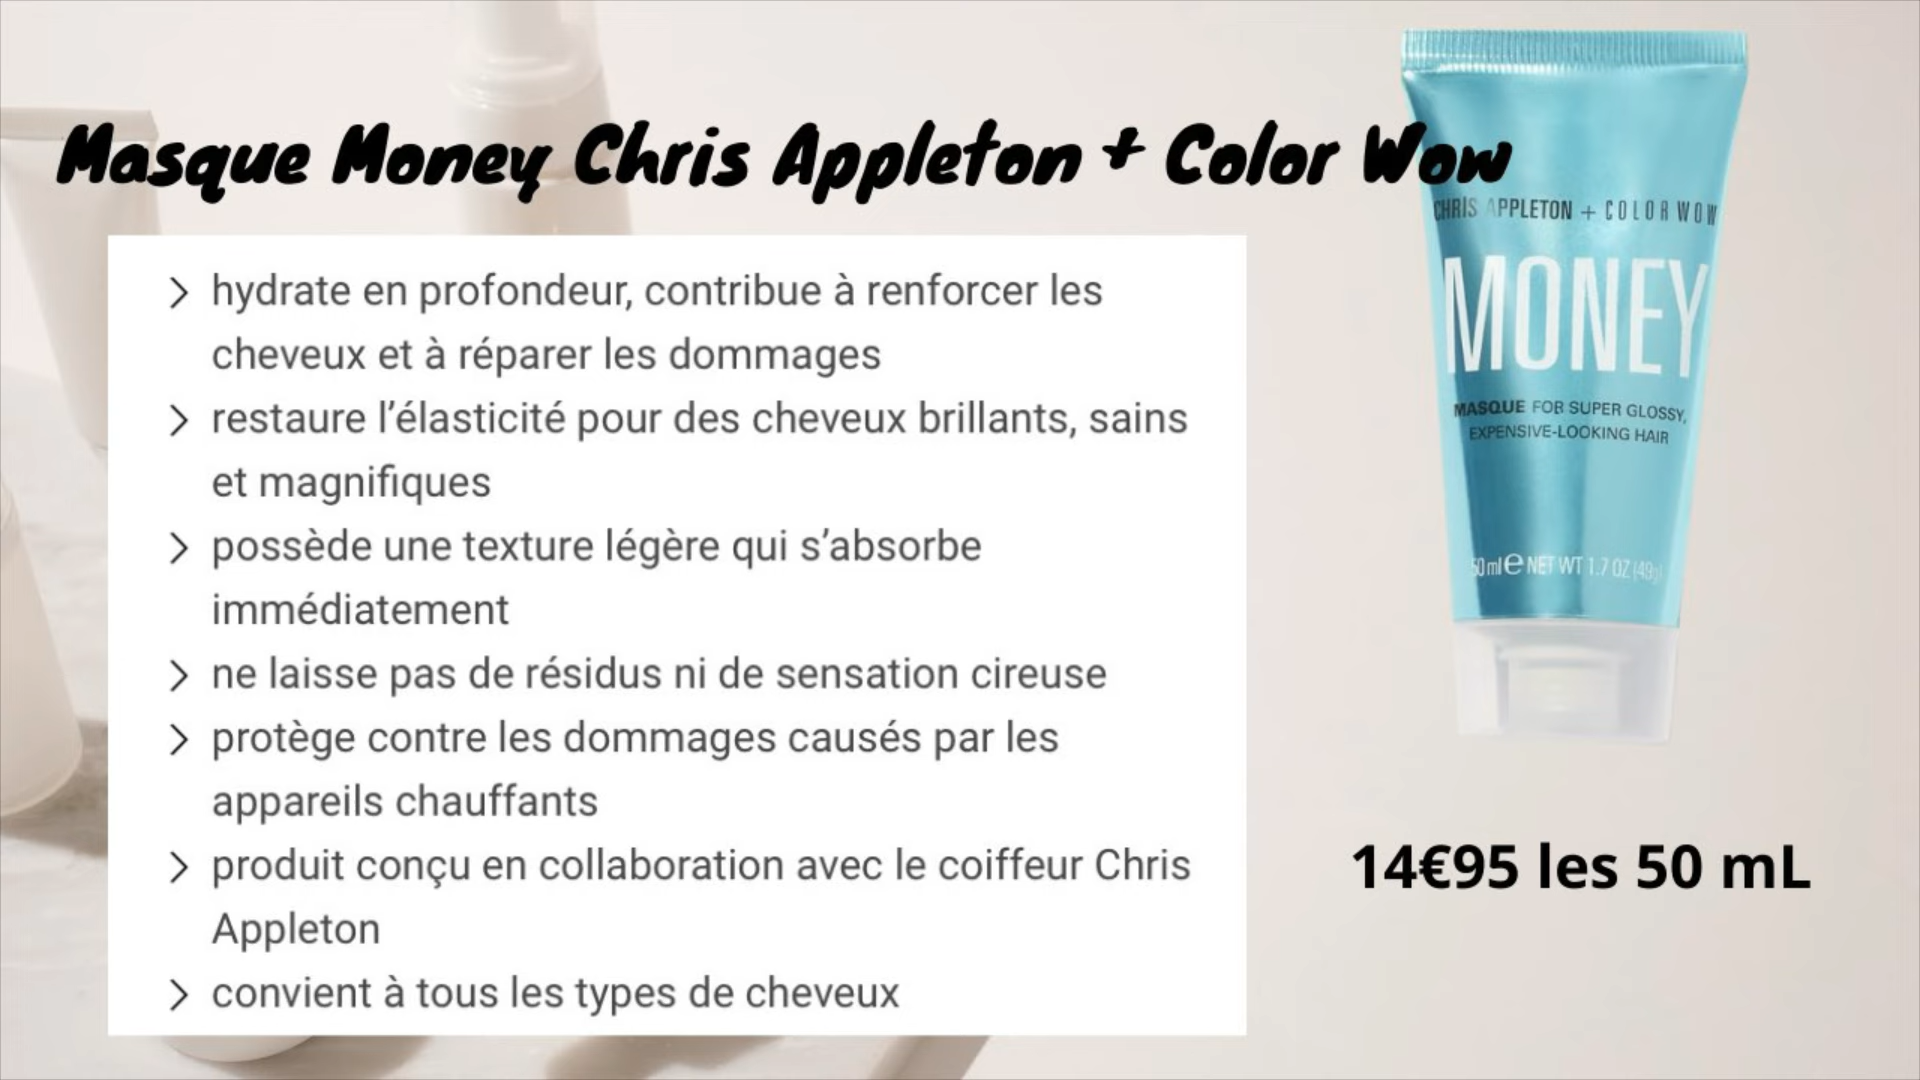 Masque Money Chris Appleton + Color Wow
hydrate en profondeur, contribue à renforcer les
cheveux et à réparer les dommages
restaure l’élasticité pour des cheveux brillants, sains
et magnifiques
possède une texture légère qui s’absorbe
immédiatement
ne laisse pas de résidus ni de sensation cireuse
protège contre les dommages causés par les
appareils chauffants
produit conçu en collaboration avec le coiffeur Chris
Appleton
convient à tous les types de cheveux
CHRIS APPLETON + COLOR WOW
MONEY
MASQUE FOR SUPER GLOSSY,
EXPENSIVE-LOOKING HAIR
50 ml e NET WT 1.7 OZ (49g)
14€95 les 50 mL